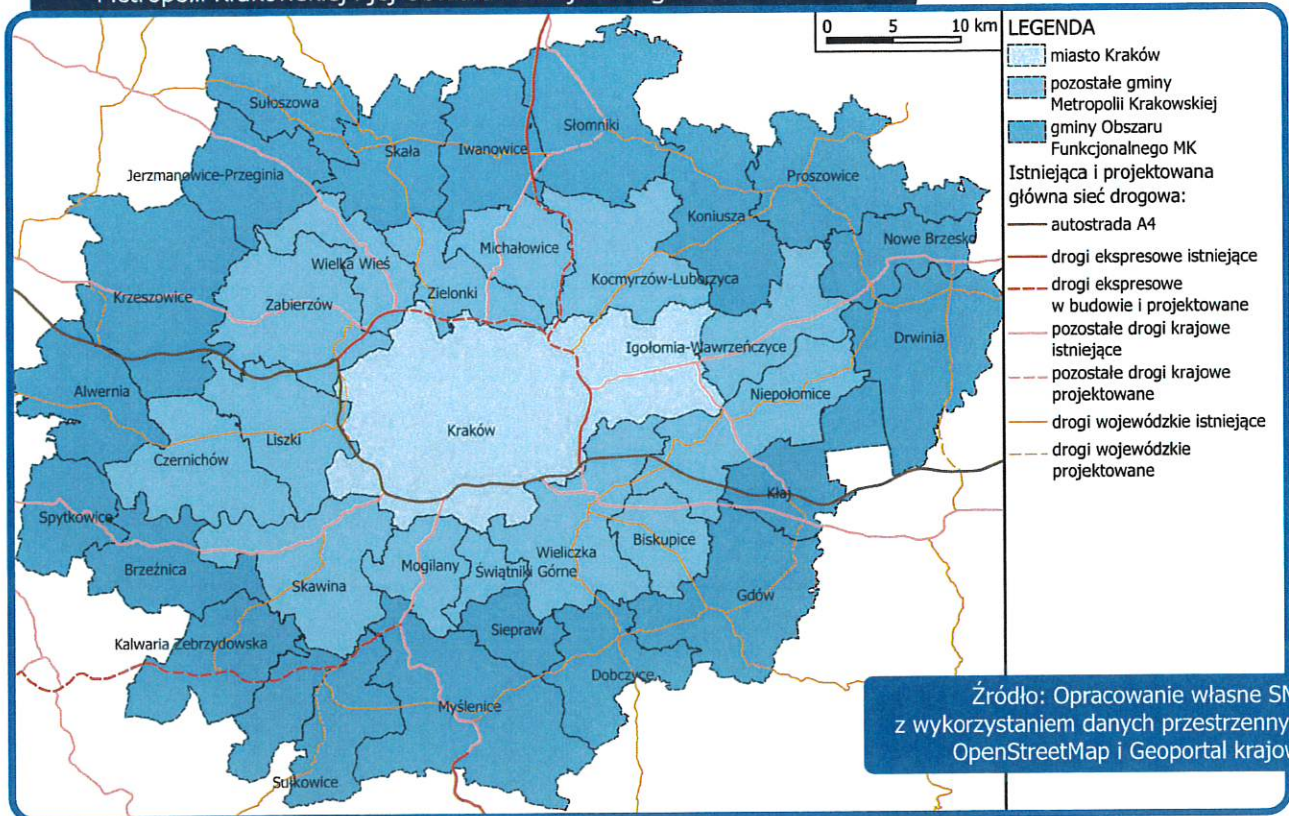 0 5 10 km
LEGENDA
miasto Kraków
pozostałe gminy
Metropolii Krakowskiej
gminy Obszaru
Funkcjonalnego MK
Istniejąca i projektowana
główna sieć drogowa:
autostrada A4
drogi ekspresowe istniejące
drogi ekspresowe
w budowie i projektowane
pozostałe drogi krajowe
istniejące
pozostałe drogi krajowe
projektowane
drogi wojewódzkie istniejące
drogi wojewódzkie
projektowane
Sułoszowa
Słomniki
Skała
Iwanowice
Jerzmanowice-Przeginia
Proszowice
Koniusza
Michałowice
Nowe Brzesko
Wielka Wieś
Kocmyrzów-Luborzyca
Krzeszowice
Zabierzów
Zielonki
Drwinia
Igołomia-Wawrzeńczyce
Alwernia
Niepołomice
Kraków
Liszki
Czernichów
Kłaj
Spytkowice
Biskupice
Wieliczka
Brzeźnica
Mogilany
Świątniki Górne
Skawina
Gdów
Siepraw
Kalwaria Zebrzydowska
Dobczyce
Myślenice
Sułkowice
Źródło: Opracowanie własne
z wykorzystaniem danych
OpenStreetMap i Geoportal